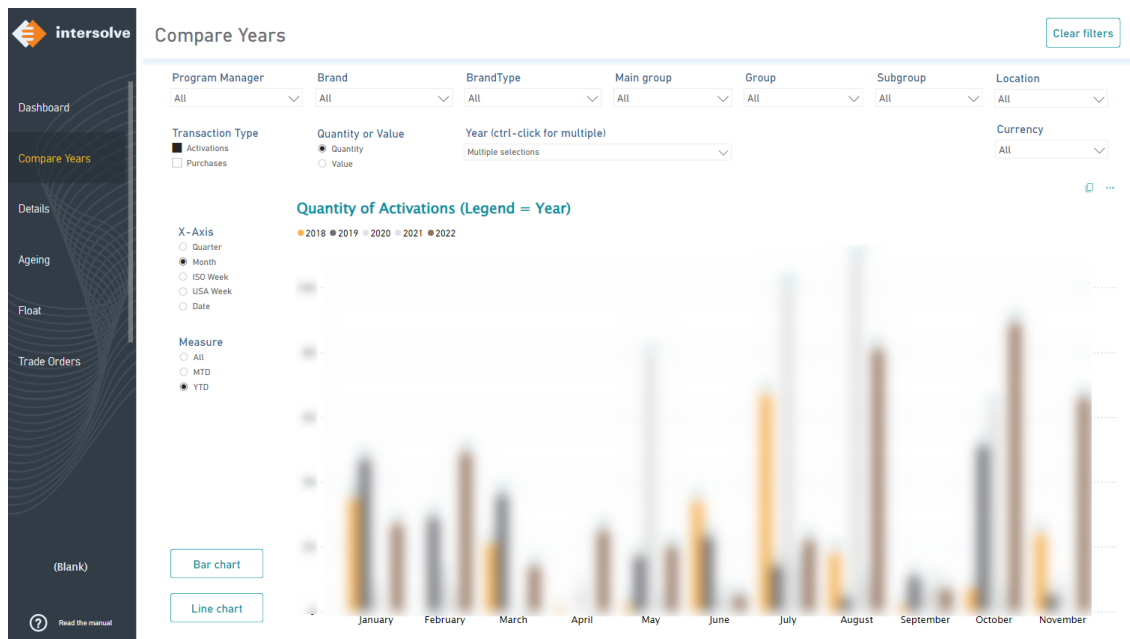 intersolve
Compare Years
Clear filters
Dashboard
Compare Years
Details
Ageing
Float
Trade Orders
(Blank)
Read the manual
Program Manager
All
Brand
All
BrandType
All
Main group
All
Group
All
Subgroup
All
Location
All
Transaction Type
Activations
Purchases
Quantity or Value
Quantity
Value
Year (ctrl-click for multiple)
Multiple selections
Currency
All
X-Axis
Quarter
Month
ISO Week
USA Week
Date
Measure
All
MTD
YTD
Bar chart
Line chart
Quantity of Activations (Legend = Year)
2018 2019 2020 2021 2022
January February March April May June July August September October November